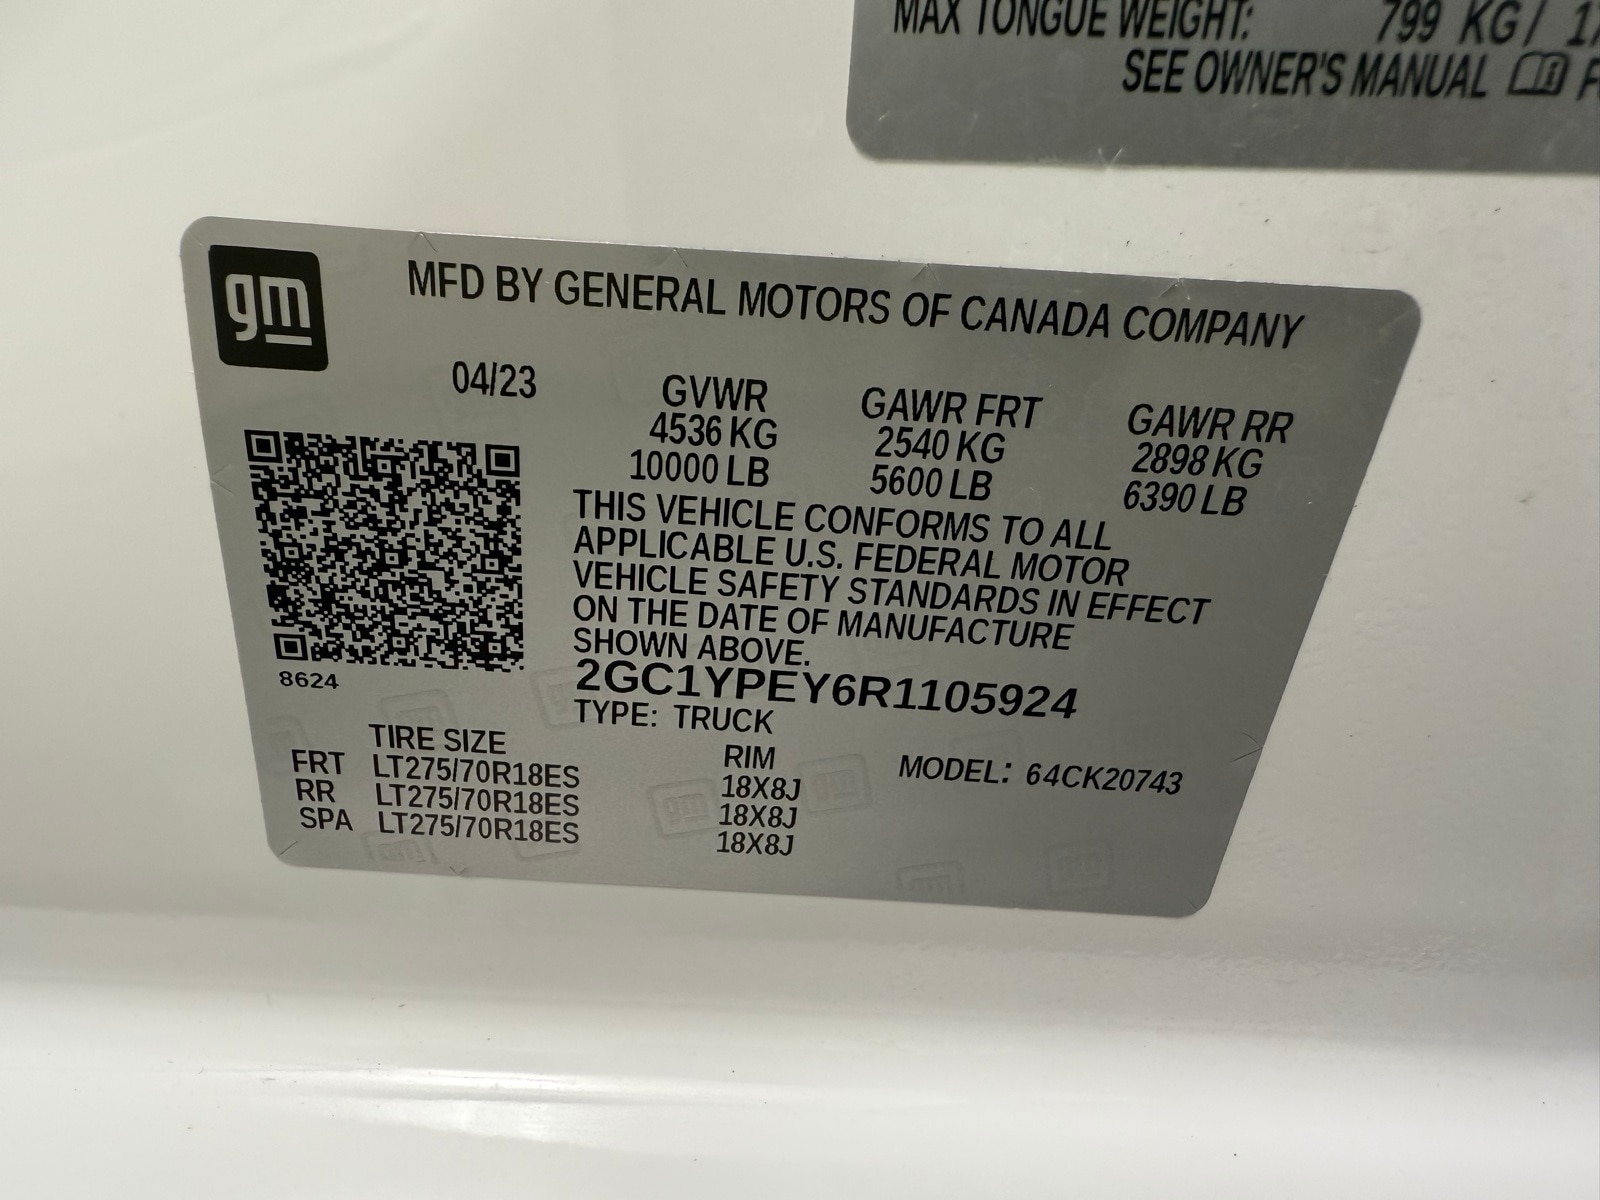 MAX TONGUE WEIGHT: 799 KG /
SEE OWNER'S MANUAL
gm
MFD BY GENERAL MOTORS OF CANADA COMPANY
04/23
GVWR GAWR FRT GAWR RR
4536 KG 2540 KG 2898 KG
10000 LB 5600 LB 6390 LB
THIS VEHICLE CONFORMS TO ALL
APPLICABLE U.S. FEDERAL MOTOR
VEHICLE SAFETY STANDARDS IN EFFECT
ON THE DATE OF MANUFACTURE
SHOWN ABOVE.
8624
2GC1YPEY6R1105924
TYPE: TRUCK
TIRE SIZE RIM MODEL: 64CK20743
FRT LT275/70R18ES 18X8J
RR LT275/70R18ES 18X8J
SPA LT275/70R18ES 18X8J